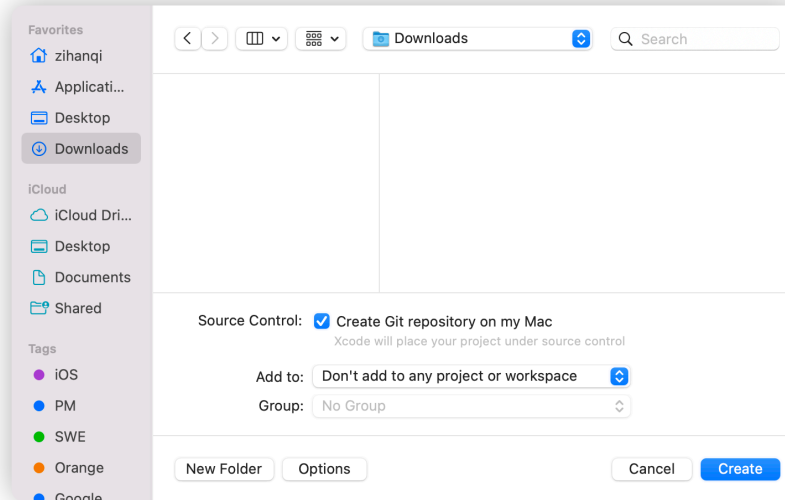 Favorites
zihanqi
Applicati...
Desktop
Downloads
iCloud
iCloud Dri...
Desktop
Documents
Shared
Tags
iOS
PM
SWE
Orange
Google
Downloads
Search
Source Control: Create Git repository on my Mac
Xcode will place your project under source control
Add to: Don't add to any project or workspace
Group: No Group
New Folder Options Cancel Create